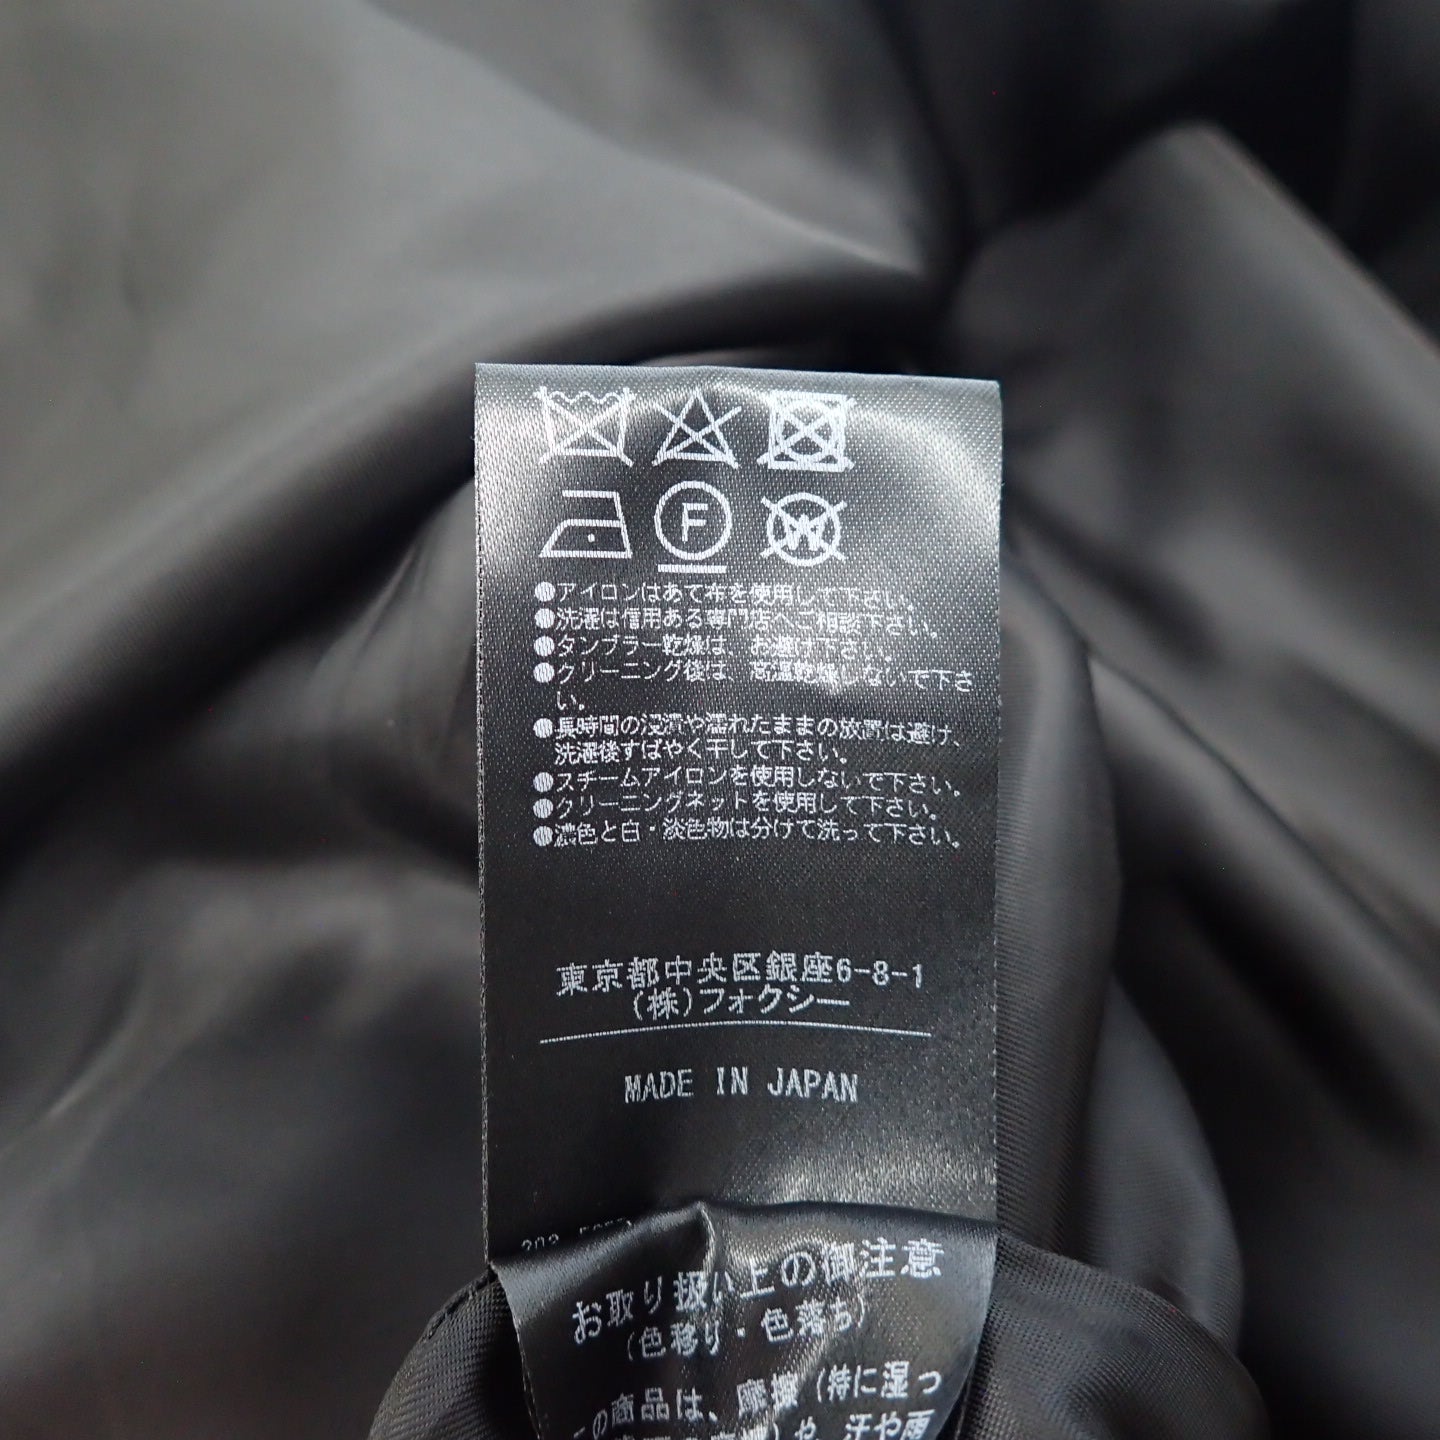 F
W
●アイロンはあて布を使用して下さい。
●洗濯は信用ある専門店へご相談下さい。
●タンブラー乾燥は、お避け下さい。
●クリーニング後は、高温乾燥しないで下さ
い。
●長時間の浸漬や濡れたままの放置は避け、
洗濯後すばやく干して下さい。
●スチームアイロンを使用しないで下さい。
●クリーニングネットを使用して下さい。
●濃色と白・淡色物は分けて洗って下さい。
東京都中央区銀座6-8-1
(株)フォクシー
MADE IN JAPAN
お取り扱い上の御注意
(色移り・色落ち)
この商品は、摩擦(特に湿っ
や、汗や雨